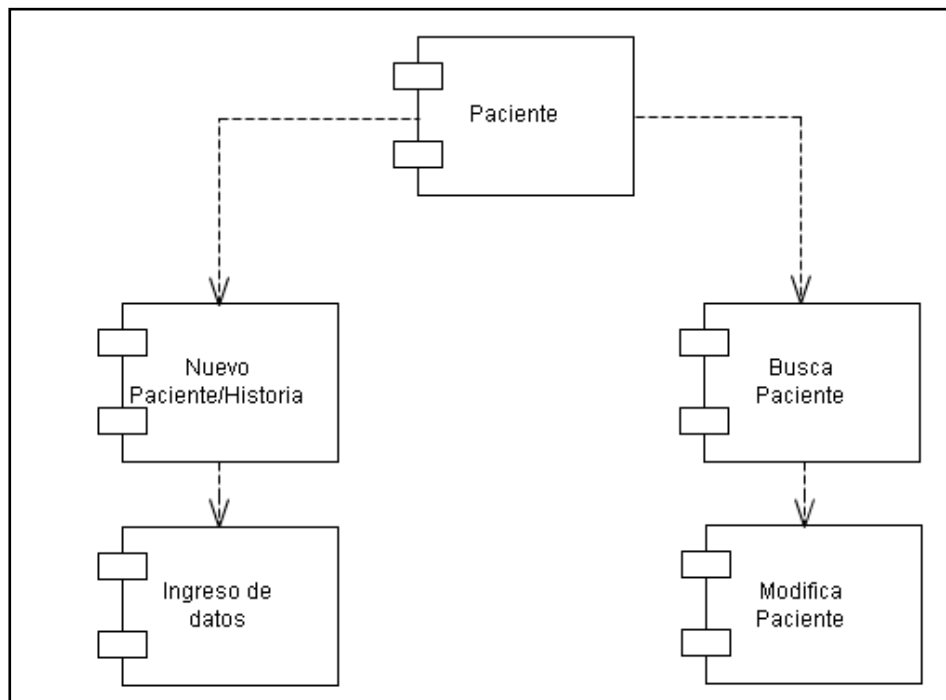 Paciente
Nuevo
Paciente/Historia
Busca
Paciente
Ingreso de
datos
Modifica
Paciente